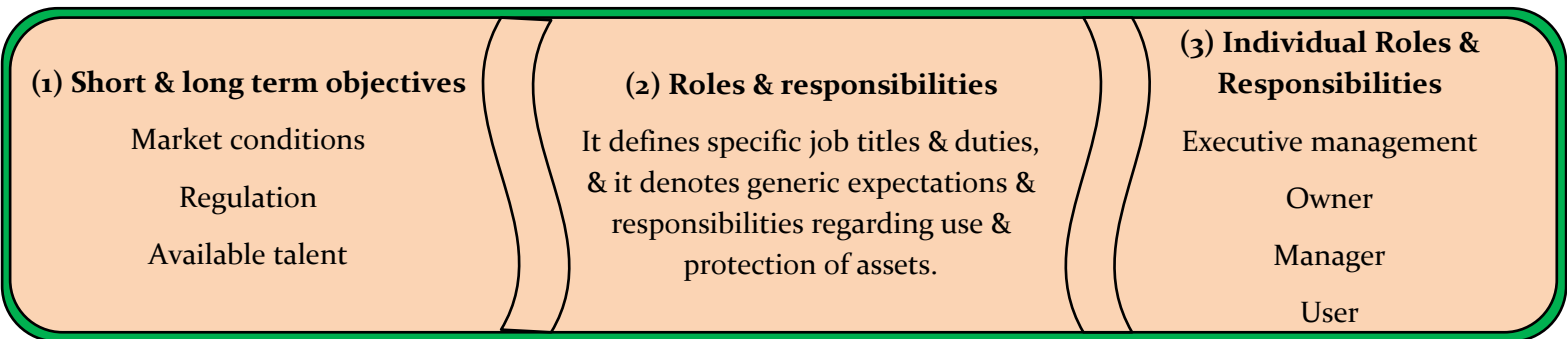 (1) Short & long term objectives
Market conditions
Regulation
Available talent
(2) Roles & responsibilities
It defines specific job titles & duties,
& it denotes generic expectations &
responsibilities regarding use &
protection of assets.
(3) Individual Roles &
Responsibilities
Executive management
Owner
Manager
User